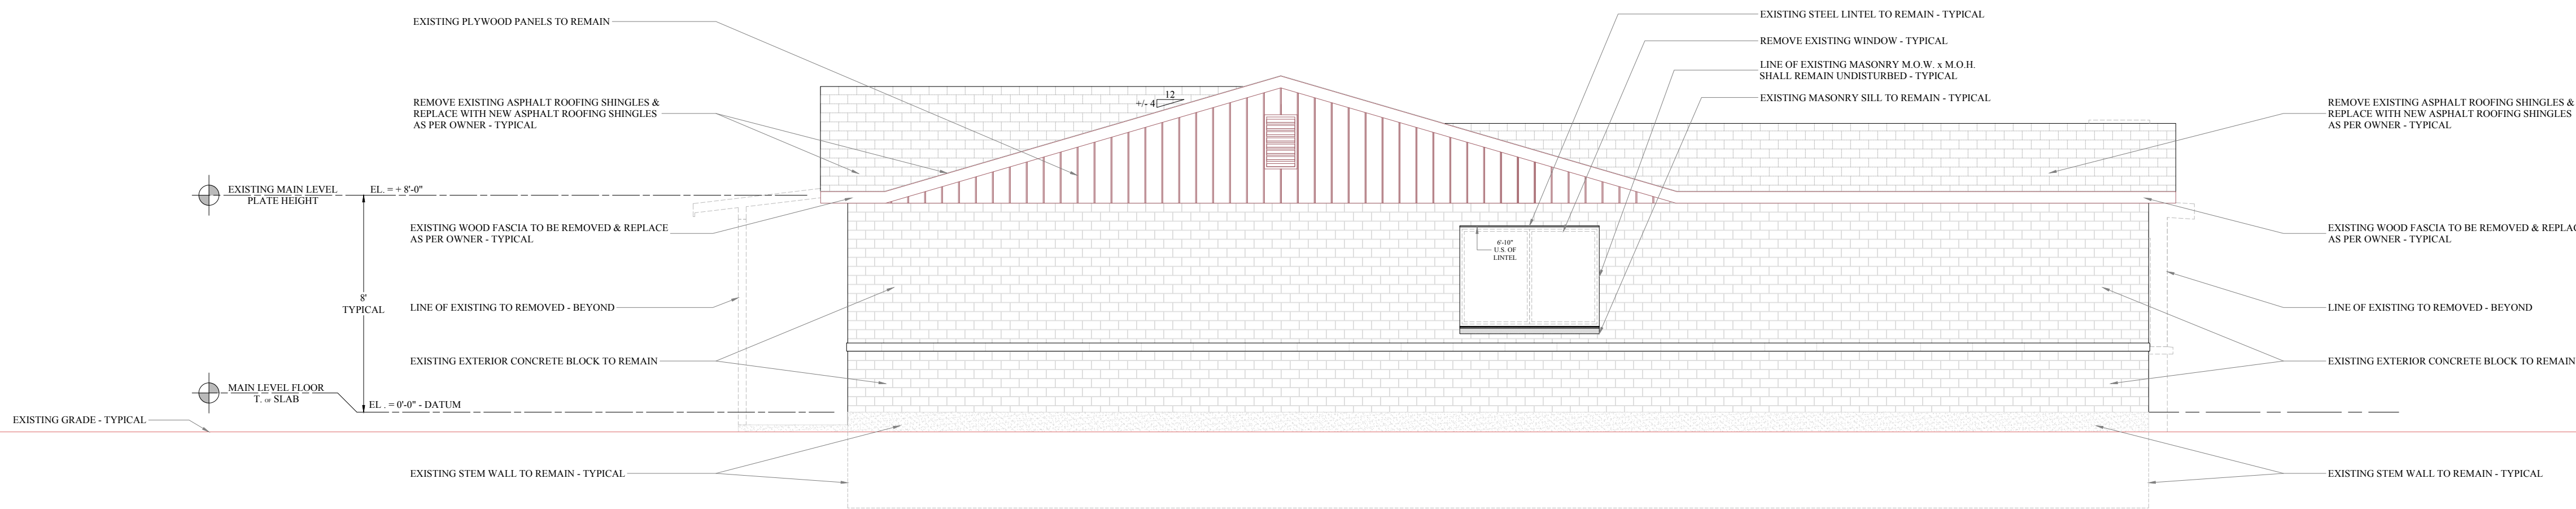 EXISTING PLYWOOD PANELS TO REMAIN
REMOVE EXISTING ASPHALT ROOFING SHINGLES &
REPLACE WITH NEW ASPHALT ROOFING SHINGLES
AS PER OWNER - TYPICAL
EXISTING MAIN LEVEL
PLATE HEIGHT
EL. = + 8'-0"
EXISTING WOOD FASCIA TO BE REMOVED & REPLACE
AS PER OWNER - TYPICAL
8'
TYPICAL
LINE OF EXISTING TO REMOVED - BEYOND
EXISTING EXTERIOR CONCRETE BLOCK TO REMAIN
MAIN LEVEL FLOOR
T. OF SLAB
EL . = 0'-0" - DATUM
EXISTING GRADE - TYPICAL
EXISTING STEM WALL TO REMAIN - TYPICAL
12
+/- 4
6'-10"
U.S. OF
LINTEL
EXISTING STEEL LINTEL TO REMAIN - TYPICAL
REMOVE EXISTING WINDOW - TYPICAL
LINE OF EXISTING MASONRY M.O.W. x M.O.H.
SHALL REMAIN UNDISTURBED - TYPICAL
EXISTING MASONRY SILL TO REMAIN - TYPICAL
REMOVE EXISTING ASPHALT ROOFING SHINGLES &
REPLACE WITH NEW ASPHALT ROOFING SHINGLES
AS PER OWNER - TYPICAL
EXISTING WOOD FASCIA TO BE REMOVED & REPLAC
AS PER OWNER - TYPICAL
LINE OF EXISTING TO REMOVED - BEYOND
EXISTING EXTERIOR CONCRETE BLOCK TO REMAIN
EXISTING STEM WALL TO REMAIN - TYPICAL